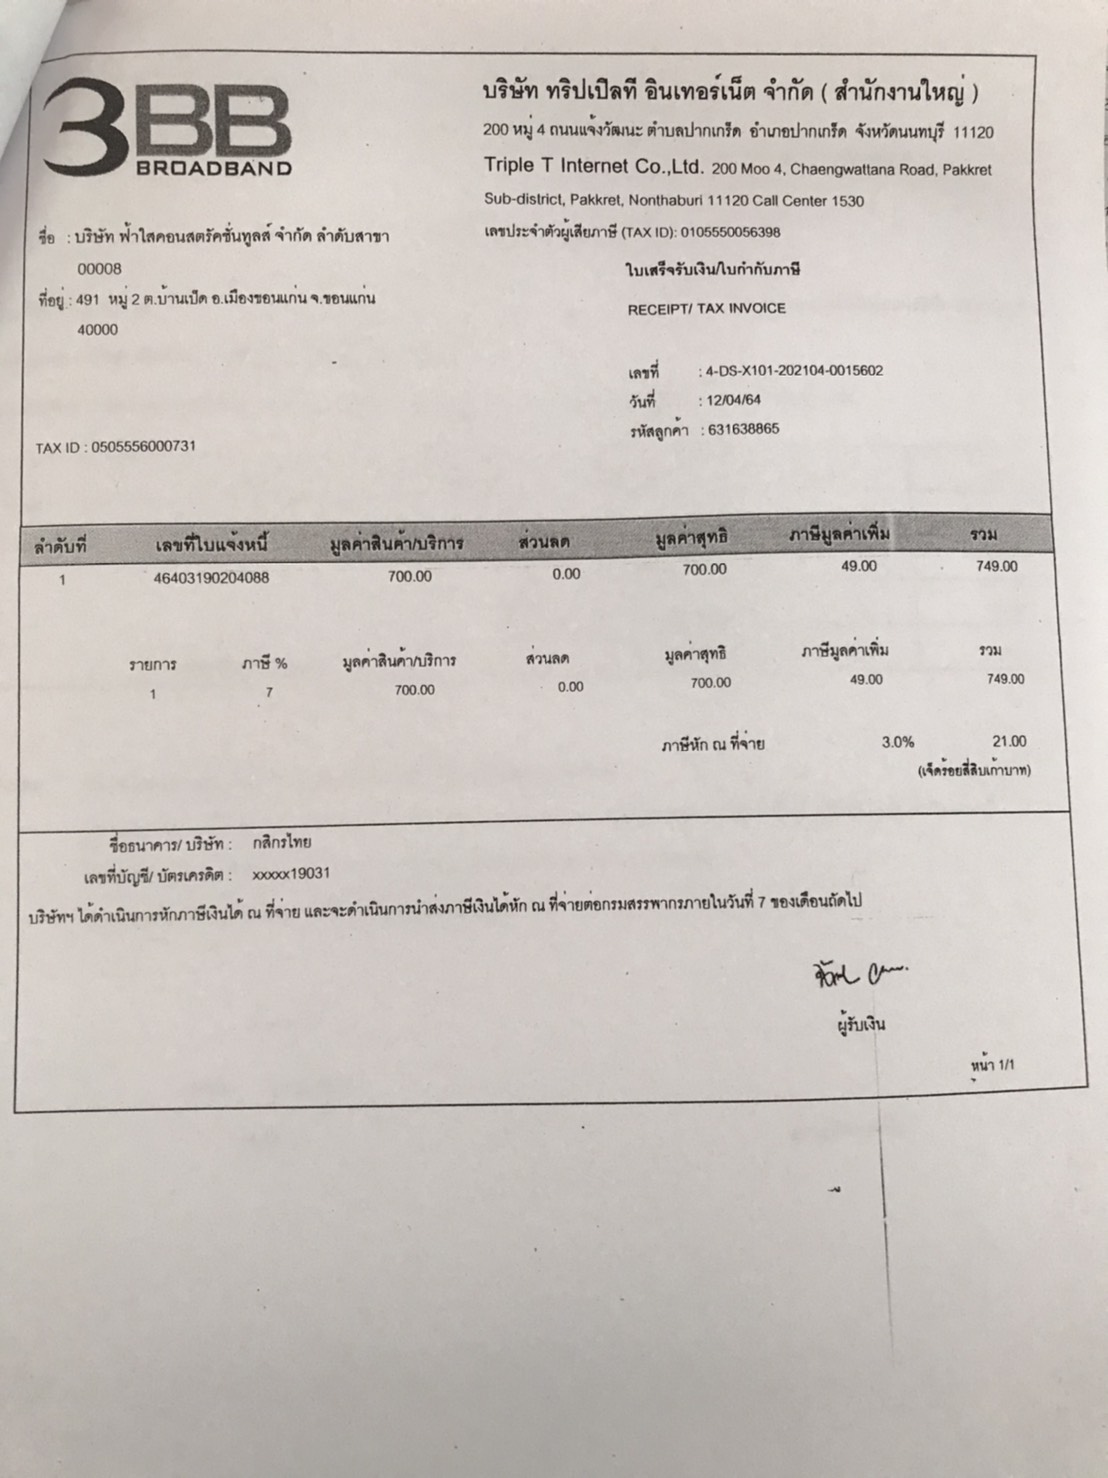 3BB
BROADBAND
บริษัท ทริปเปิลที อินเทอร์เน็ต จำกัด ( สำนักงานใหญ่ )
200 หมู่ 4 ถนนแจ้งวัฒนะ ตำบลปากเกร็ด อำเภอปากเกร็ด จังหวัดนนทบุรี 11120
Triple T Internet Co.,Ltd. 200 Moo 4, Chaengwattana Road, Pakkret
Sub-district, Pakkret, Nonthaburi 11120 Call Center 1530
เลขประจำตัวผู้เสียภาษี (TAX ID): 0105550056398
ชื่อ : บริษัท ฟ้าใสคอนสตรัคชั่นทูลส์ จำกัด ลำดับสาขา
00008
ที่อยู่ : 491 หมู่ 2 ต.บ้านเป็ด อ.เมืองขอนแก่น จ.ขอนแก่น
40000
ใบเสร็จรับเงิน/ใบกำกับภาษี
RECEIPT/ TAX INVOICE
เลขที่ : 4-DS-X101-202104-0015602
วันที่ : 12/04/64
รหัสลูกค้า : 631638865
TAX ID : 0505556000731
ลำดับที่ เลขที่ใบแจ้งหนี้ มูลค่าสินค้า/บริการ ส่วนลด มูลค่าสุทธิ ภาษีมูลค่าเพิ่ม รวม
1 46403190204088 700.00 0.00 700.00 49.00 749.00
รายการ ภาษี % มูลค่าสินค้า/บริการ ส่วนลด มูลค่าสุทธิ ภาษีมูลค่าเพิ่ม รวม
1 7 700.00 0.00 700.00 49.00 749.00
ภาษีหัก ณ ที่จ่าย 3.0% 21.00
(เจ็ดร้อยสี่สิบเก้าบาท)
ชื่อธนาคาร/ บริษัท : กสิกรไทย
เลขที่บัญชี/ บัตรเครดิต : xxxxx19031
บริษัทฯ ได้ดำเนินการหักภาษีเงินได้ ณ ที่จ่าย และจะดำเนินการนำส่งภาษีเงินได้หัก ณ ที่จ่ายต่อกรมสรรพากรภายในวันที่ 7 ของเดือนถัดไป
ผู้รับเงิน
หน้า 1/1